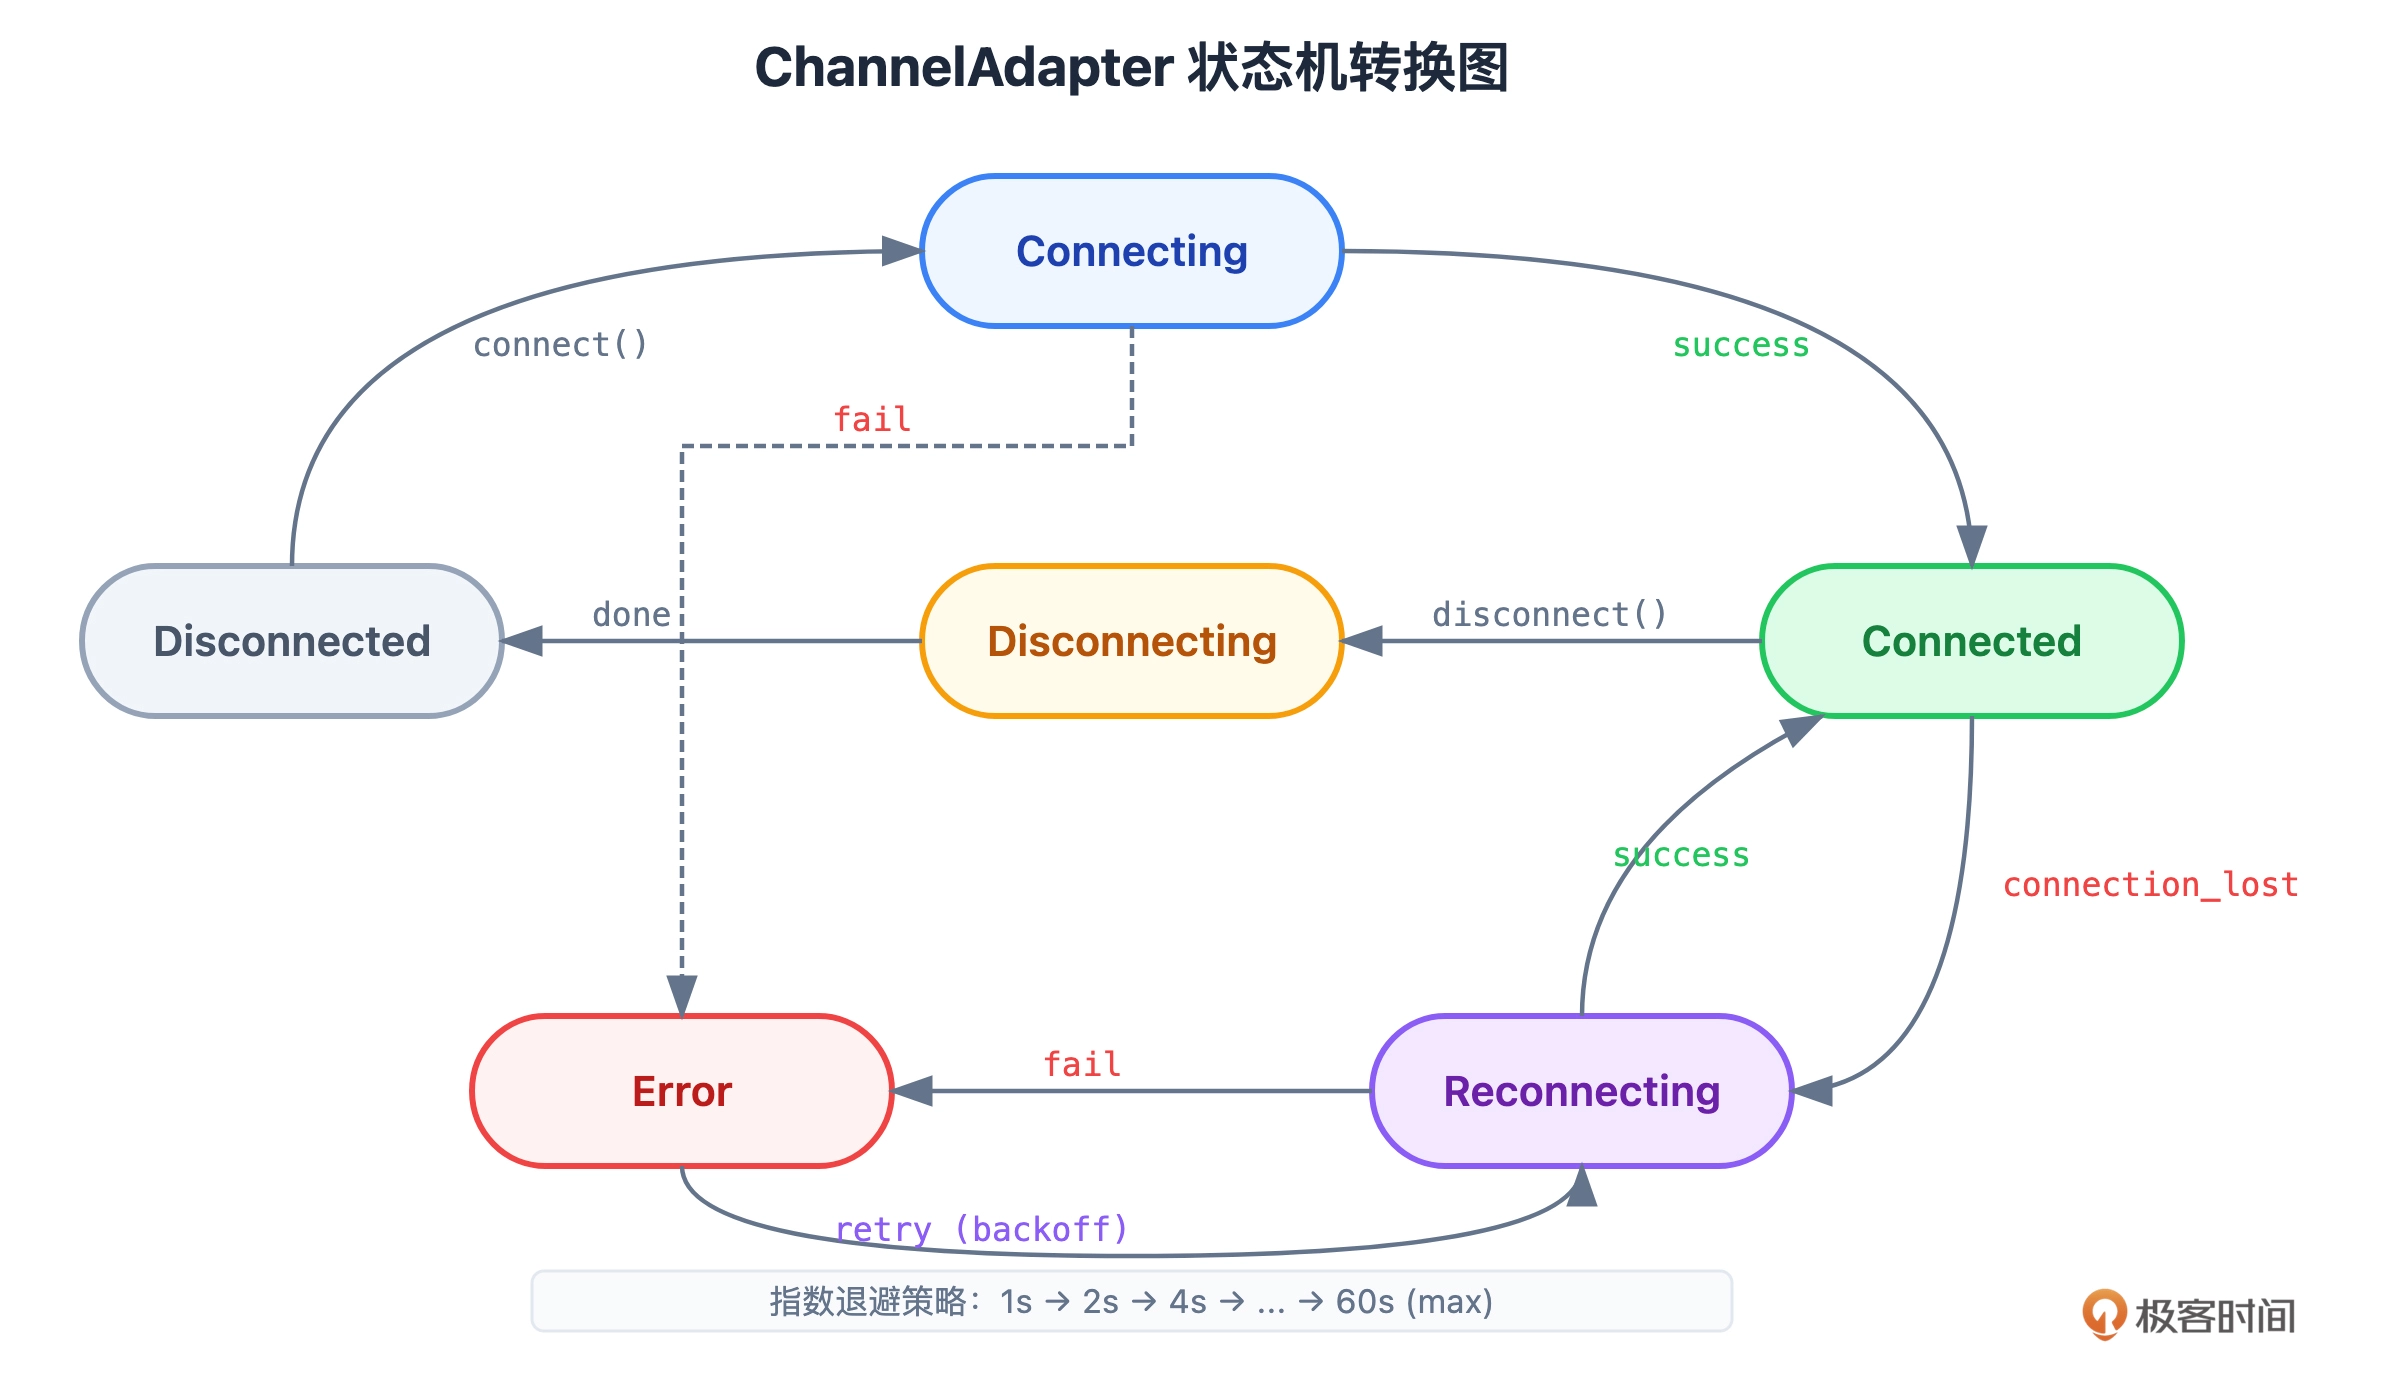 ChannelAdapter 状态机转换图
Connecting
connect()
success
fail
Disconnected
done
Disconnecting
disconnect()
Connected
success
connection_lost
Error
fail
Reconnecting
retry (backoff)
指数退避策略：1s → 2s → 4s → ... → 60s (max)
极客时间